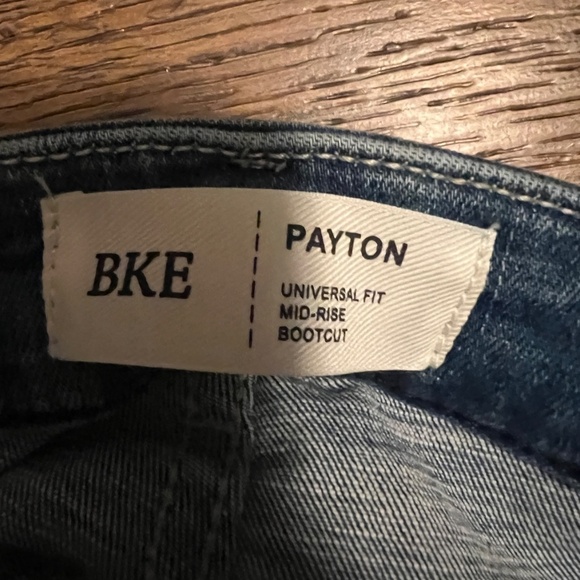 BKE
PAYTON
UNIVERSAL FIT
MID-RISE
BOOTCUT